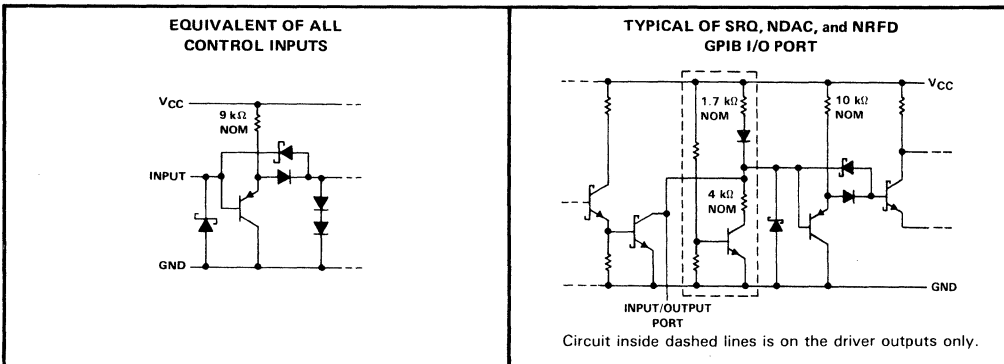 EQUIVALENT OF ALL
CONTROL INPUTS
VCC
9 kΩ
NOM
INPUT
GND
TYPICAL OF SRQ, NDAC, and NRFD
GPIB I/O PORT
VCC
1.7 kΩ
NOM
10 kΩ
NOM
4 kΩ
NOM
GND
INPUT/OUTPUT
PORT
Circuit inside dashed lines is on the driver outputs only.